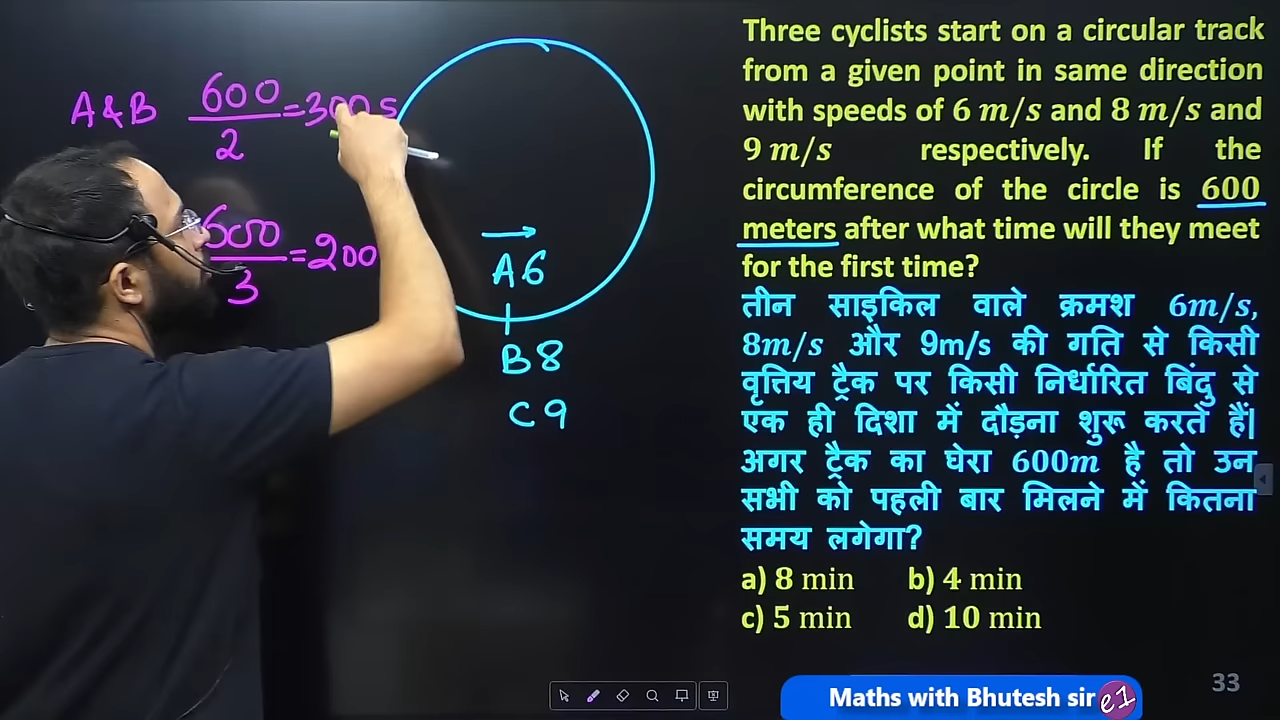 A & B 600/2 = 300 s
600/3 = 200
A 6
B 8
C 9
Three cyclists start on a circular track
from a given point in same direction
with speeds of 6 m/s and 8 m/s and
9 m/s respectively. If the
circumference of the circle is 600
meters after what time will they meet
for the first time?
तीन साइकिल वाले क्रमश 6m/s,
8m/s और 9m/s की गति से किसी
वृत्तिय ट्रैक पर किसी निर्धारित बिंदु से
एक ही दिशा में दौड़ना शुरू करते हैं|
अगर ट्रैक का घेरा 600m है तो उन
सभी को पहली बार मिलने में कितना
समय लगेगा?
a) 8 min b) 4 min
c) 5 min d) 10 min
33
Maths with Bhutesh sir e1